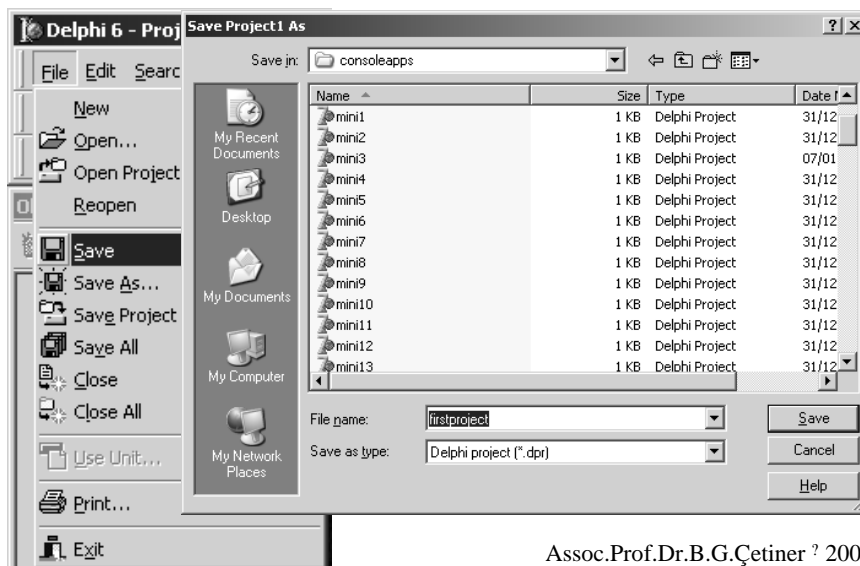 Delphi 6 - Proj
File Edit Searc
New
Open...
Open Project
Reopen
Save
Save As...
Save Project
Save All
Close
Close All
Use Unit...
Print...
Exit
Save Project1 As
Save in: consoleapps
My Recent Documents
Desktop
My Documents
My Computer
My Network Places
Name Size Type Date
mini1 1 KB Delphi Project 31/12
mini2 1 KB Delphi Project 31/12
mini3 1 KB Delphi Project 07/01
mini4 1 KB Delphi Project 31/12
mini5 1 KB Delphi Project 31/12
mini6 1 KB Delphi Project 31/12
mini7 1 KB Delphi Project 31/12
mini8 1 KB Delphi Project 31/12
mini9 1 KB Delphi Project 31/12
mini10 1 KB Delphi Project 31/12
mini11 1 KB Delphi Project 31/12
mini12 1 KB Delphi Project 31/12
mini13 1 KB Delphi Project 31/12
File name: firstproject Save
Save as type: Delphi project (*.dpr) Cancel
Help
Assoc.Prof.Dr.B.G.Çetiner ? 200